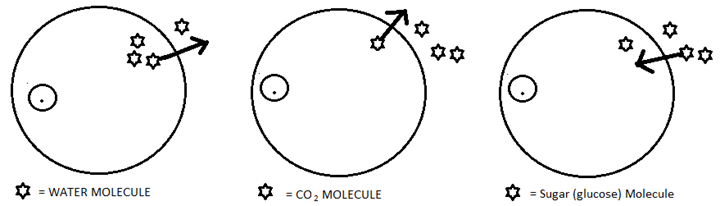 = WATER MOLECULE
= CO₂ MOLECULE
= Sugar (glucose) Molecule